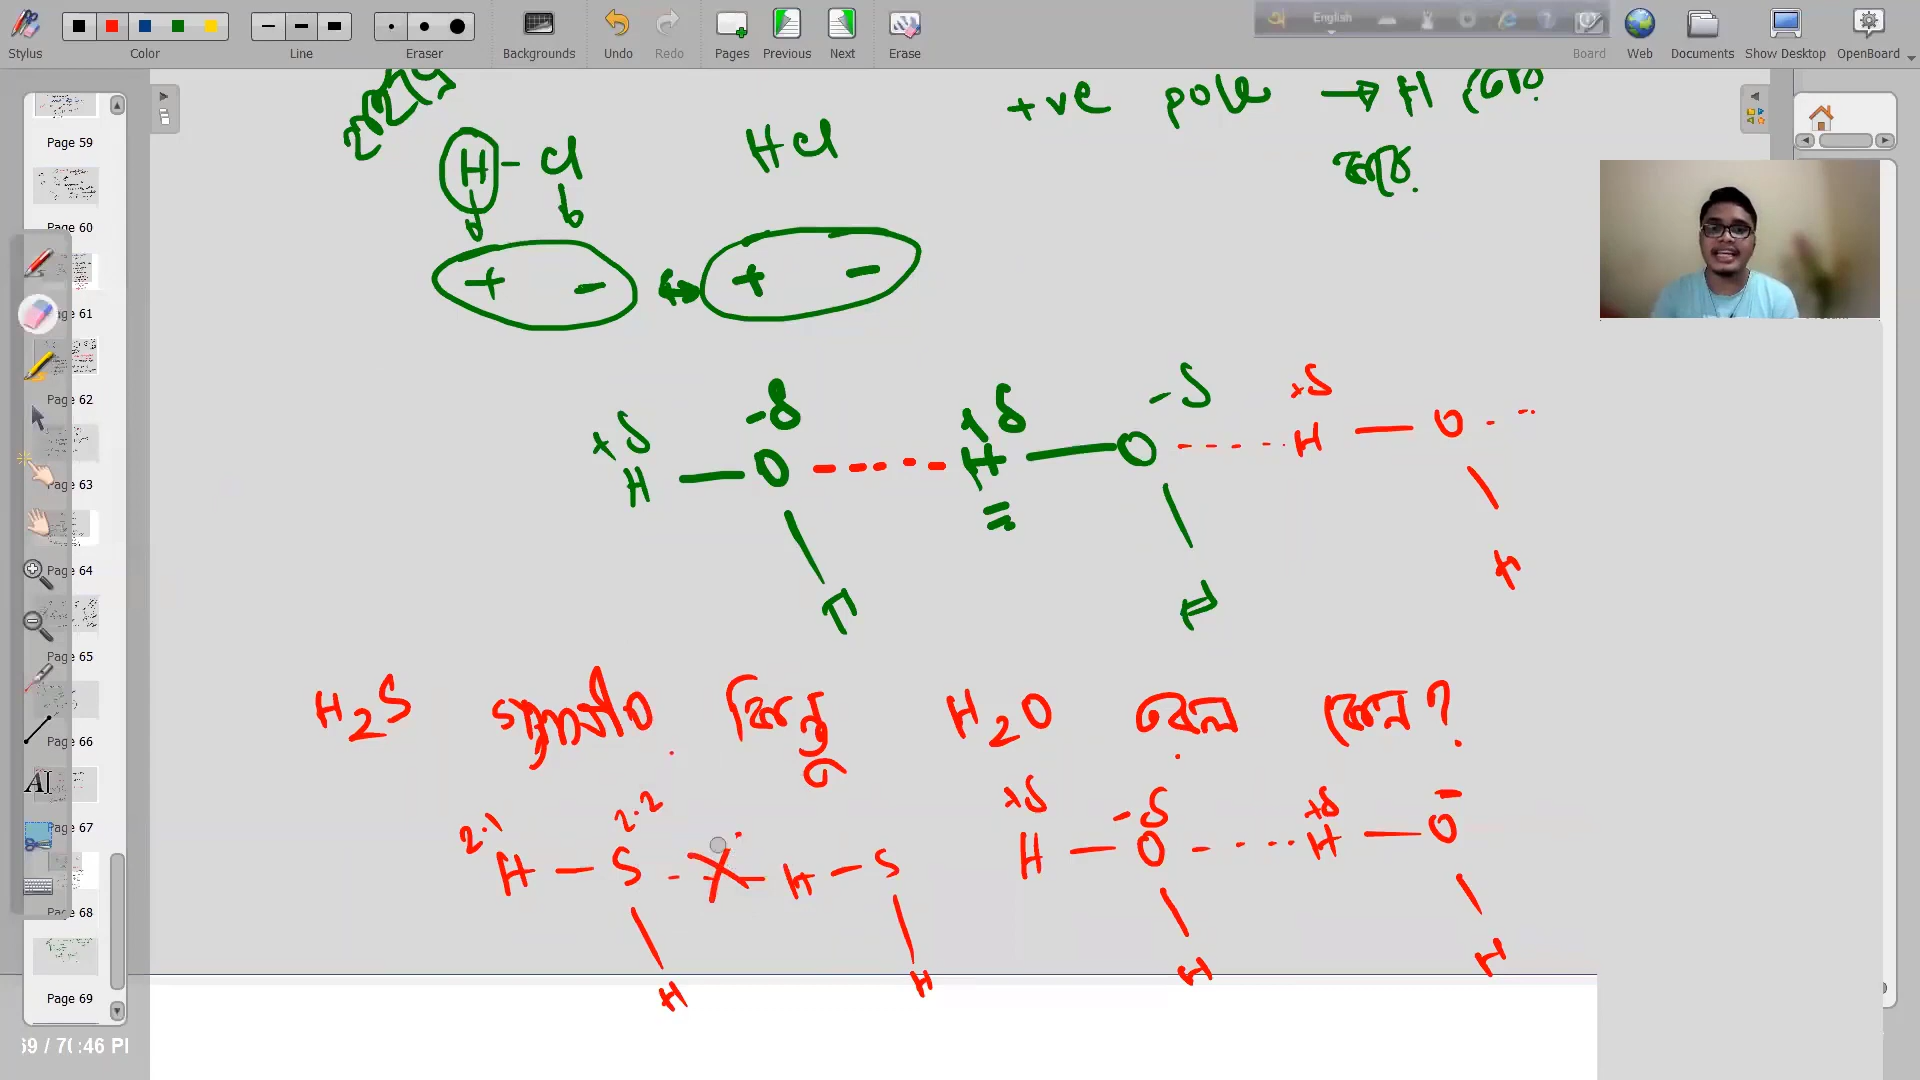 Stylus
Color
Line
Eraser
Backgrounds
Undo
Redo
Pages
Previous
Next
Erase
English
Board
Web
Documents
Show Desktop
OpenBoard
Page 59
Page 60
ge 61
Page 62
Page 63
Page 64
Page 65
Page 66
Page 67
Page 68
Page 69
+ve pole → H
H - Cl
HCl
+ - ↔ + -
+δ -δ +δ -δ +δ
H — O ----- H — O ----- H — O - --
H
H2S কিন্তু H2O কেন?
2.1 2.2 +δ -δ +δ -
H — S - X - H — S H — O - - - - H — O
H H H H